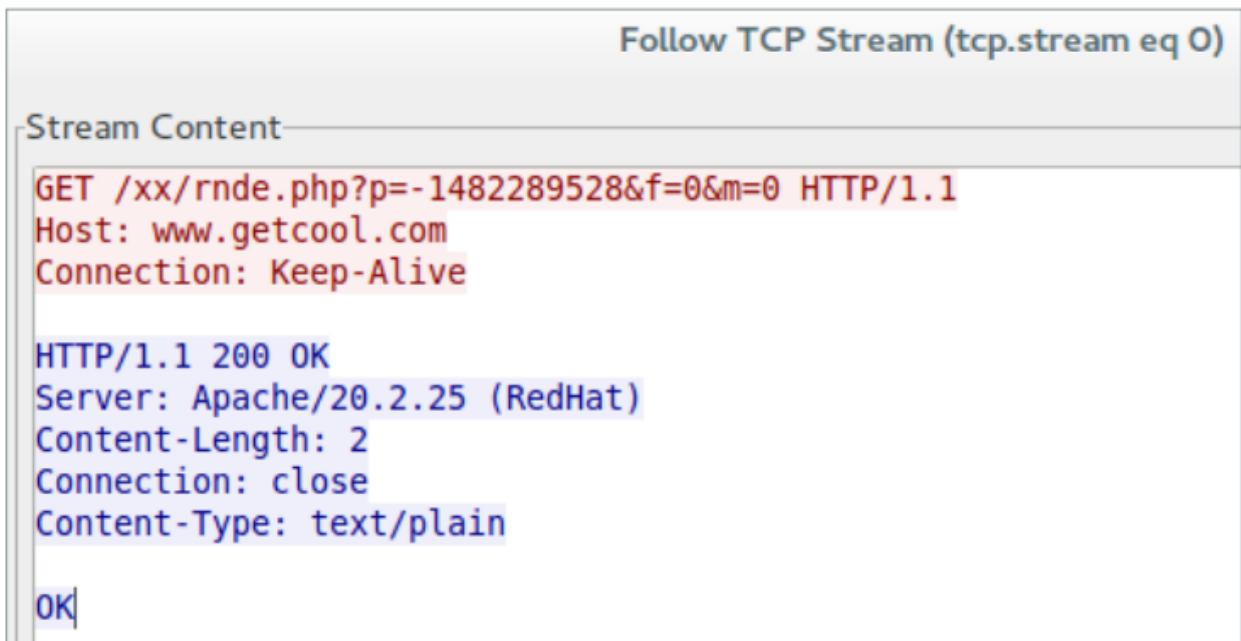 Follow TCP Stream (tcp.stream eq 0)
Stream Content
GET /xx/rnde.php?p=-1482289528&f=0&m=0 HTTP/1.1
Host: www.getcool.com
Connection: Keep-Alive
HTTP/1.1 200 OK
Server: Apache/20.2.25 (RedHat)
Content-Length: 2
Connection: close
Content-Type: text/plain
OK